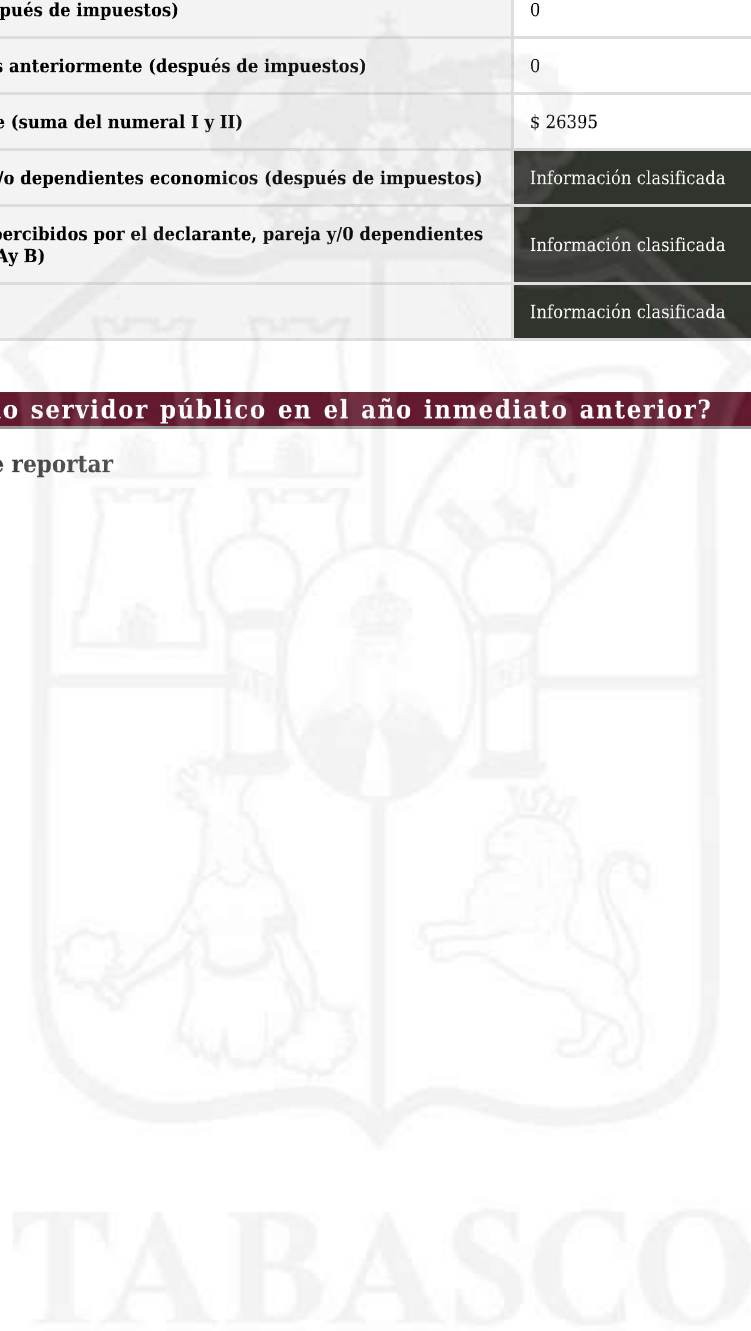 pués de impuestos) 0
s anteriormente (después de impuestos) 0
e (suma del numeral I y II) $ 26395
/o dependientes economicos (después de impuestos) Información clasificada
percibidos por el declarante, pareja y/0 dependientes
Ay B) Información clasificada
Información clasificada
o servidor público en el año inmediato anterior?
e reportar
TABASCO